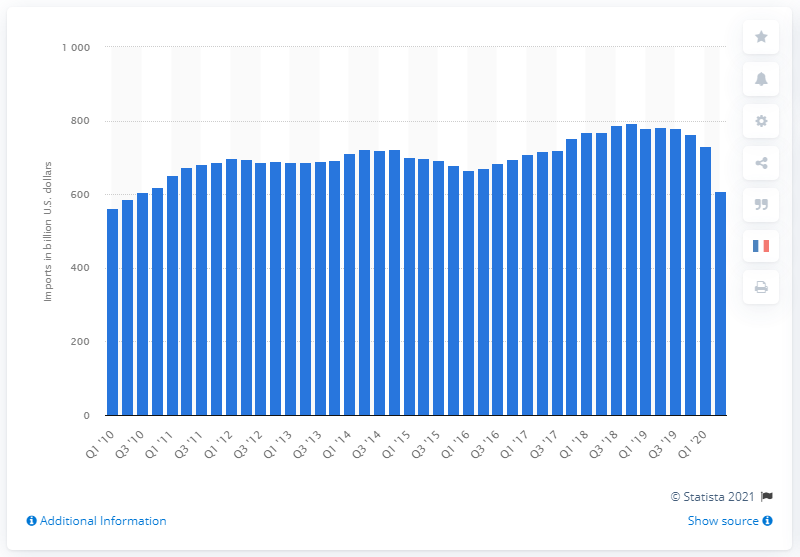 1 000
800
600
400
200
0
Imports in billion U.S. dollars
Q1 '10
Q3 '10
Q1 '11
Q3 '11
Q1 '12
Q3 '12
Q1 '13
Q3 '13
Q1 '14
Q3 '14
Q1 '15
Q3 '15
Q1 '16
Q3 '16
Q1 '17
Q3 '17
Q1 '18
Q3 '18
Q1 '19
Q3 '19
Q1 '20
© Statista 2021
Additional Information
Show source